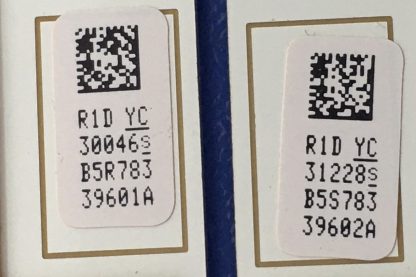 R1D YC
30046S
B5R783
39601A
R1D YC
31228S
B5S783
39602A